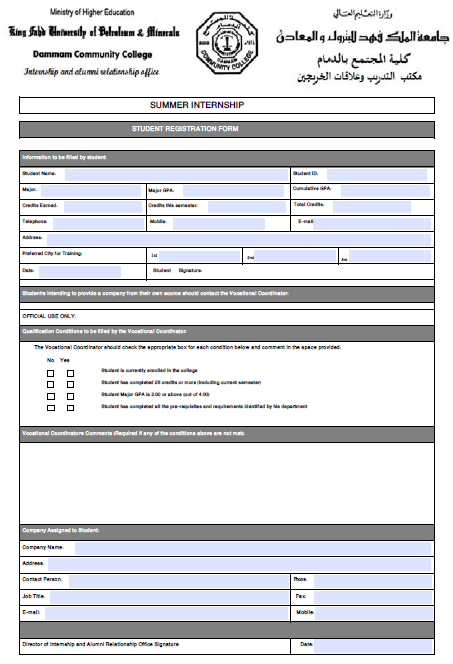 Ministry of Higher Education
King Fahd University of Petroleum & Minerals
Dammam Community College
Internship and alumni relationship office
DAMMAM
COMMUNITY COLLEGE
وزارة التعليم العالي
جامعة الملك فهد للبترول و المعادن
كلية المجتمع بالدمام
مكتب التدريب وعلاقات الخريجين
SUMMER INTERNSHIP
STUDENT REGISTRATION FORM
Information to be filled by student:
Student Name: Student ID:
Major: Major GPA: Cumulative GPA:
Credits Earned: Credits this semester: Total Credits:
Telephone: Mobile: E-mail:
Address:
Preferred City for Training: 1st 2nd 3rd
Date: Student Signature:
Students intending to provide a company from their own source should contact the Vocational Coordinator.
OFFICIAL USE ONLY:
Qualification Conditions to be filled by the Vocational Coordinator
The Vocational Coordinator should check the appropriate box for each condition below and comment in the space provided.
No Yes
Student is currently enrolled in the college
Student has completed 28 credits or more (including current semester)
Student Major GPA is 2.00 or above (out of 4.00)
Student has completed all the pre-requisites and requirements identified by his department
Vocational Coordinators Comments (Required if any of the conditions above are not met):
Company Assigned to Student:
Company Name:
Address:
Contact Person: Phone:
Job Title: Fax:
E-mail: Mobile:
Director of Internship and Alumni Relationship Office Signature Date: